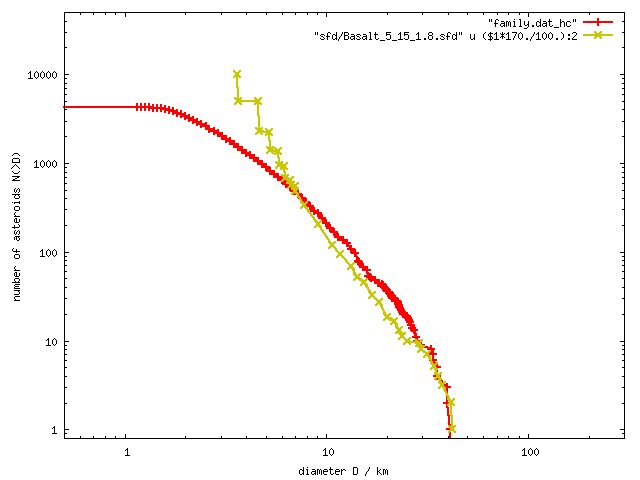 "family.dat_hc"
"sfd/Basalt_5_15_1.8.sfd" u ($1*170./100.):2
10000
1000
100
10
1
number of asteroids N(>D)
1 10 100
diameter D / km